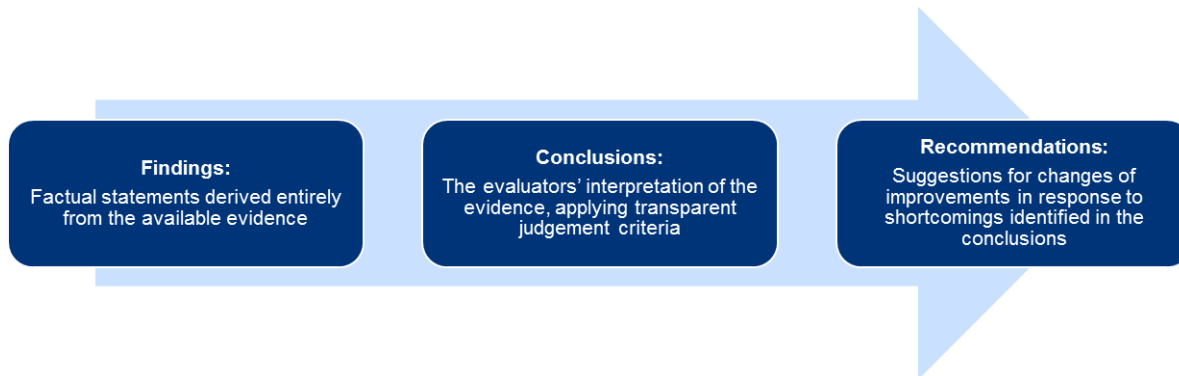 Findings:
Factual statements derived entirely
from the available evidence
Conclusions:
The evaluators' interpretation of the
evidence, applying transparent
judgement criteria
Recommendations:
Suggestions for changes of
improvements in response to
shortcomings identified in the
conclusions